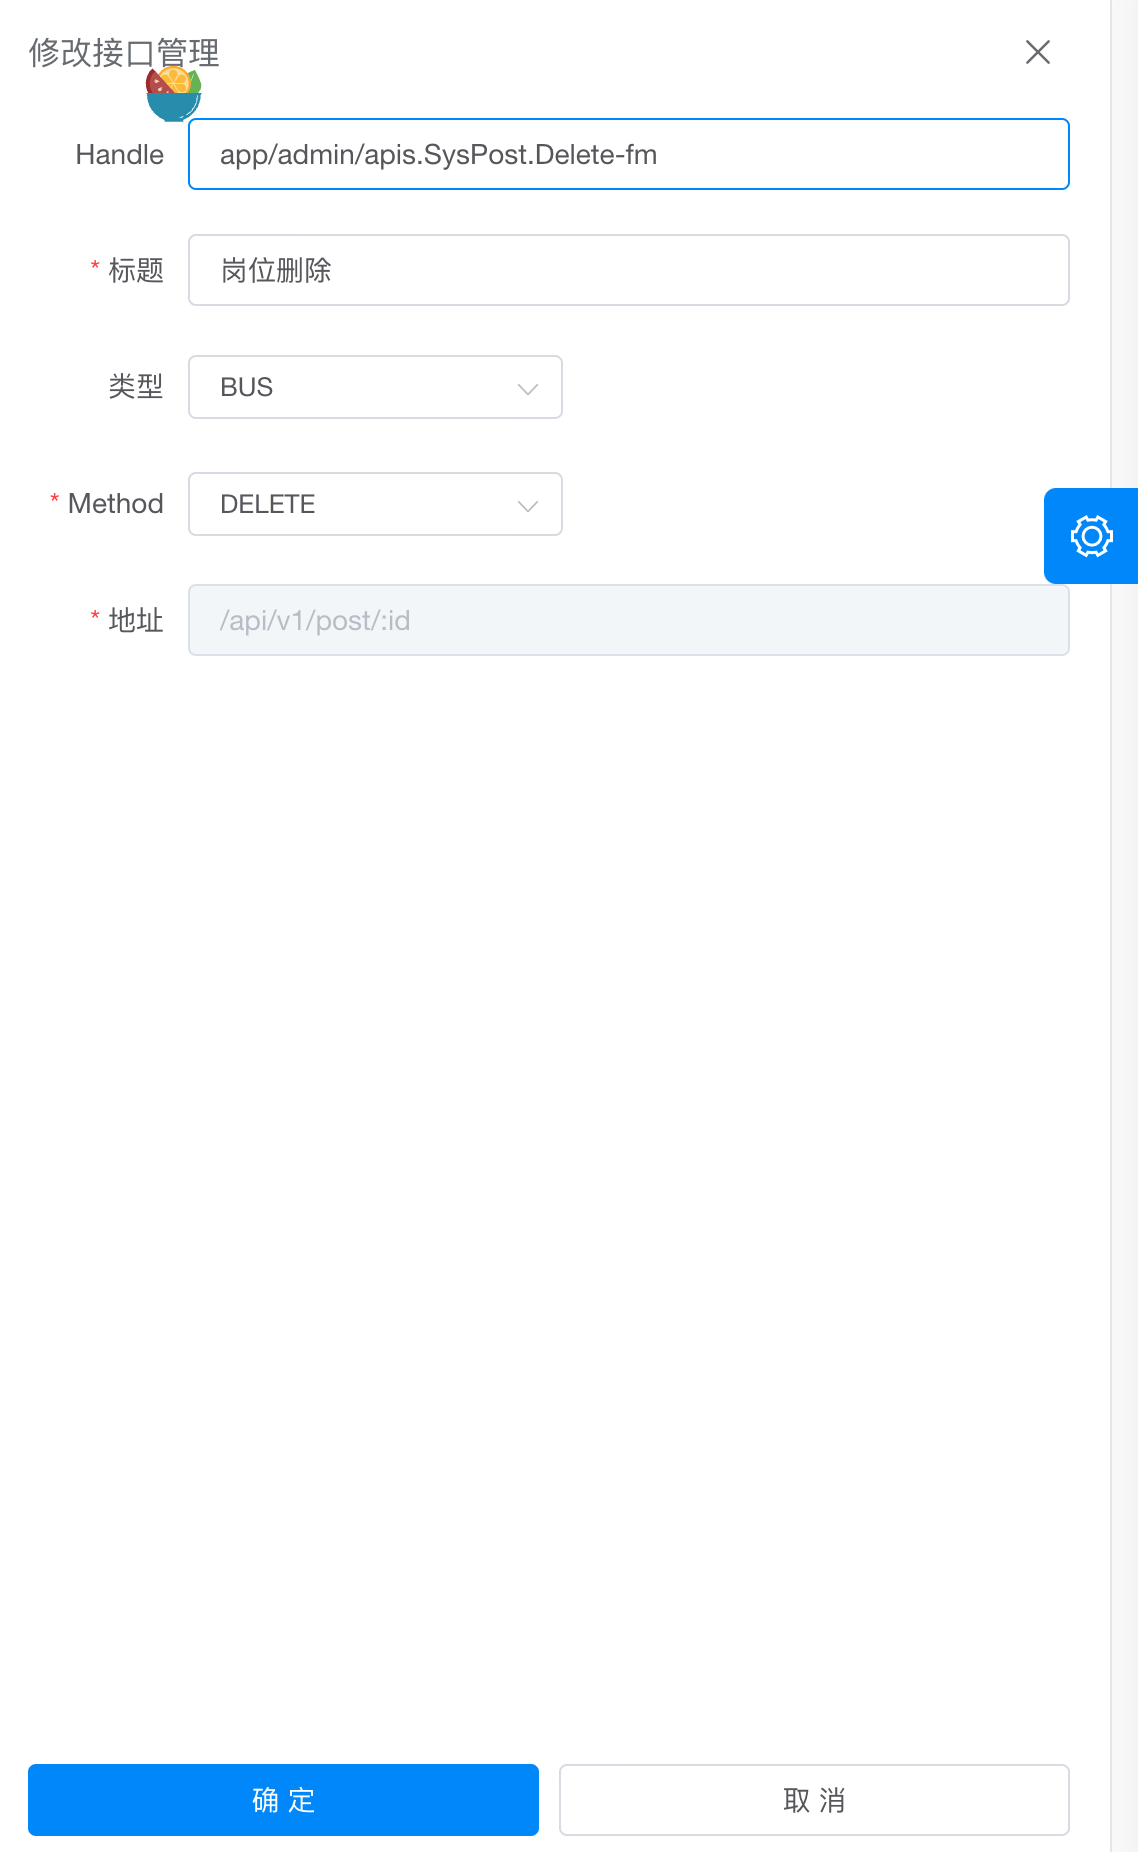 修改接口管理
Handle app/admin/apis.SysPost.Delete-fm
* 标题 岗位删除
类型 BUS
* Method DELETE
* 地址 /api/v1/post/:id
确 定 取 消